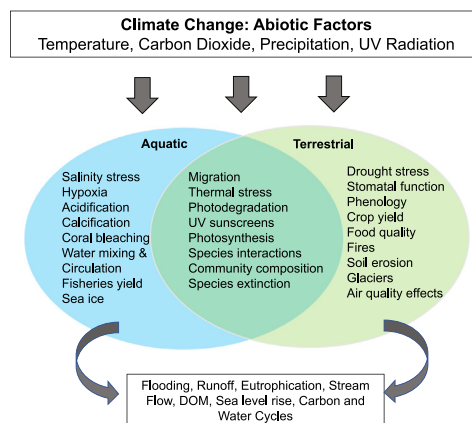 Climate Change: Abiotic Factors
Temperature, Carbon Dioxide, Precipitation, UV Radiation
Aquatic
Salinity stress
Hypoxia
Acidification
Calcification
Coral bleaching
Water mixing &
Circulation
Fisheries yield
Sea ice
Migration
Thermal stress
Photodegradation
UV sunscreens
Photosynthesis
Species interactions
Community composition
Species extinction
Terrestrial
Drought stress
Stomatal function
Phenology
Crop yield
Food quality
Fires
Soil erosion
Glaciers
Air quality effects
Flooding, Runoff, Eutrophication, Stream
Flow, DOM, Sea level rise, Carbon and
Water Cycles